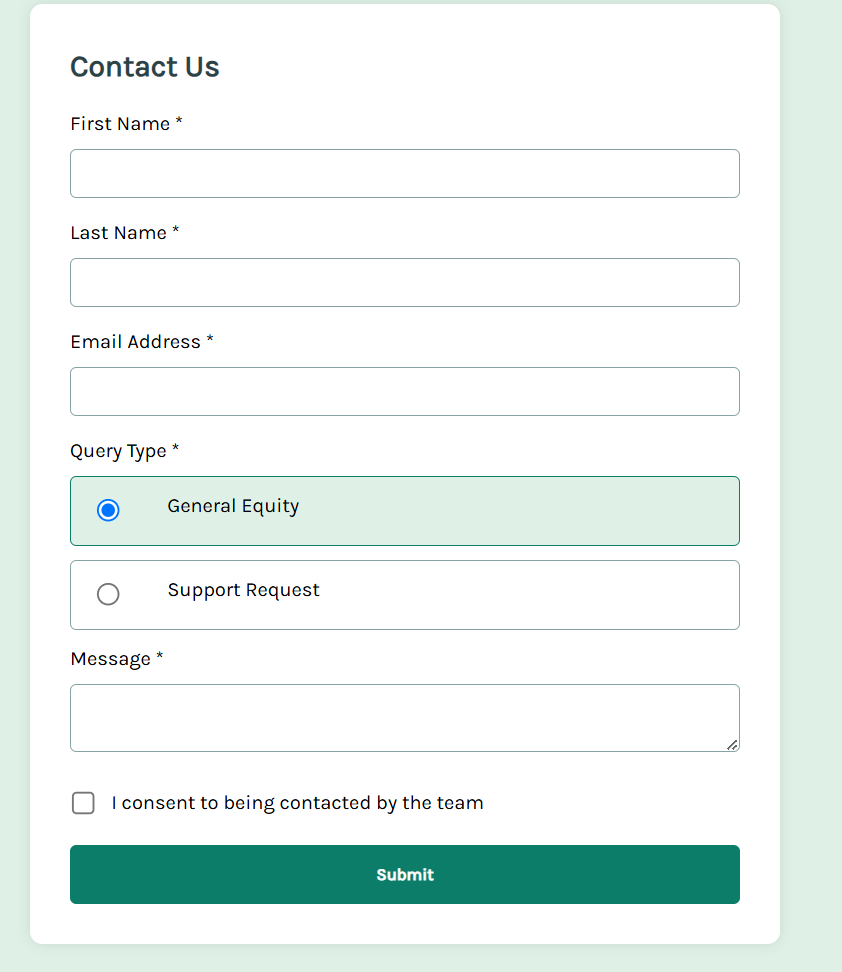 Contact Us
First Name *
Last Name *
Email Address *
Query Type *
General Equity
Support Request
Message *
I consent to being contacted by the team
Submit